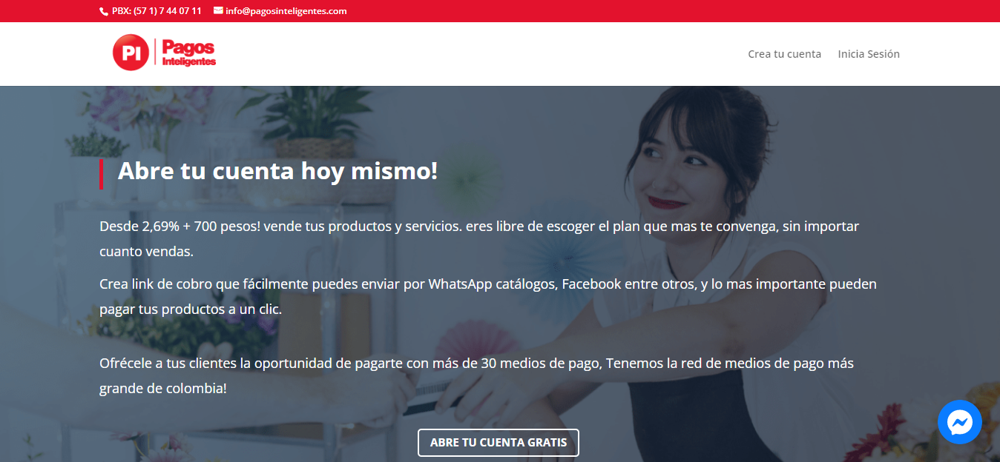 PBX: (57 1) 7 44 07 11 info@pagosinteligentes.com
PI Pagos
Inteligentes
Crea tu cuenta Inicia Sesión
Abre tu cuenta hoy mismo!
Desde 2,69% + 700 pesos! vende tus productos y servicios. eres libre de escoger el plan que mas te convenga, sin importar
cuanto vendas.
Crea link de cobro que fácilmente puedes enviar por WhatsApp catálogos, Facebook entre otros, y lo mas importante pueden
pagar tus productos a un clic.
Ofrécele a tus clientes la oportunidad de pagarte con más de 30 medios de pago, Tenemos la red de medios de pago más
grande de colombia!
ABRE TU CUENTA GRATIS